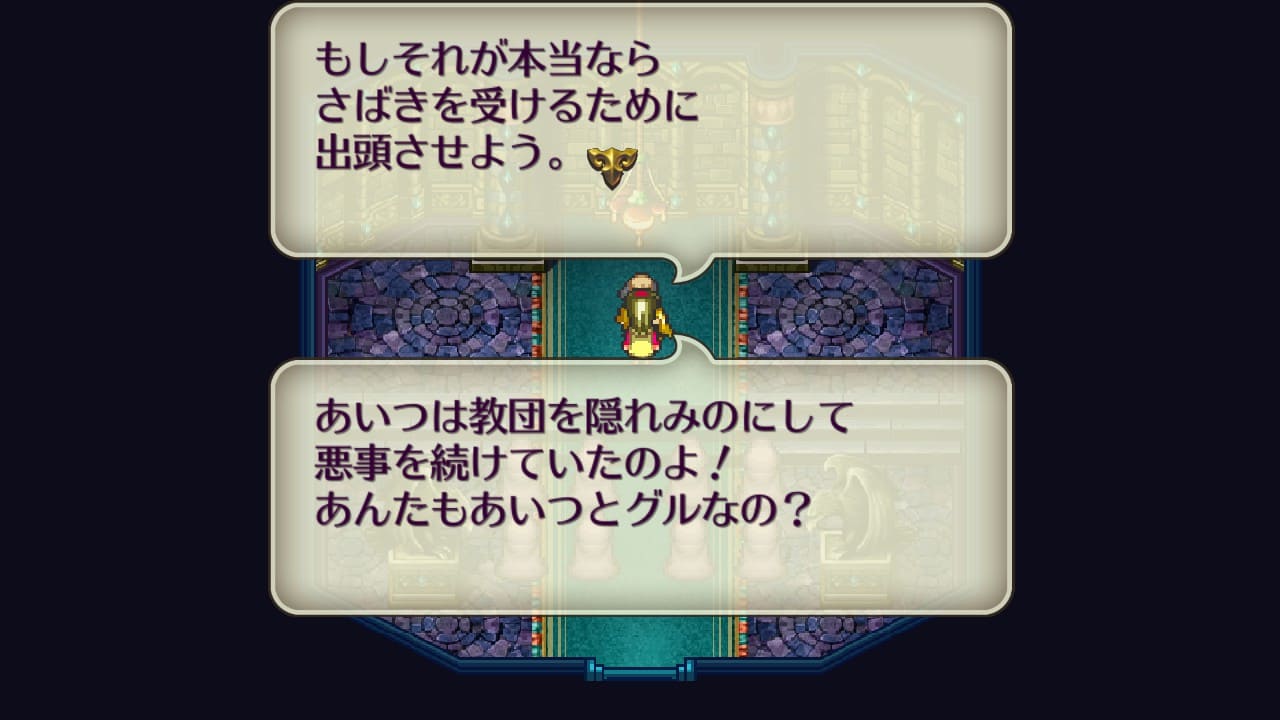 もしそれが本当なら
さばきを受けるために
出頭させよう。
あいつは教団を隠れみのにして
悪事を続けていたのよ！
あんたもあいつとグルなの？